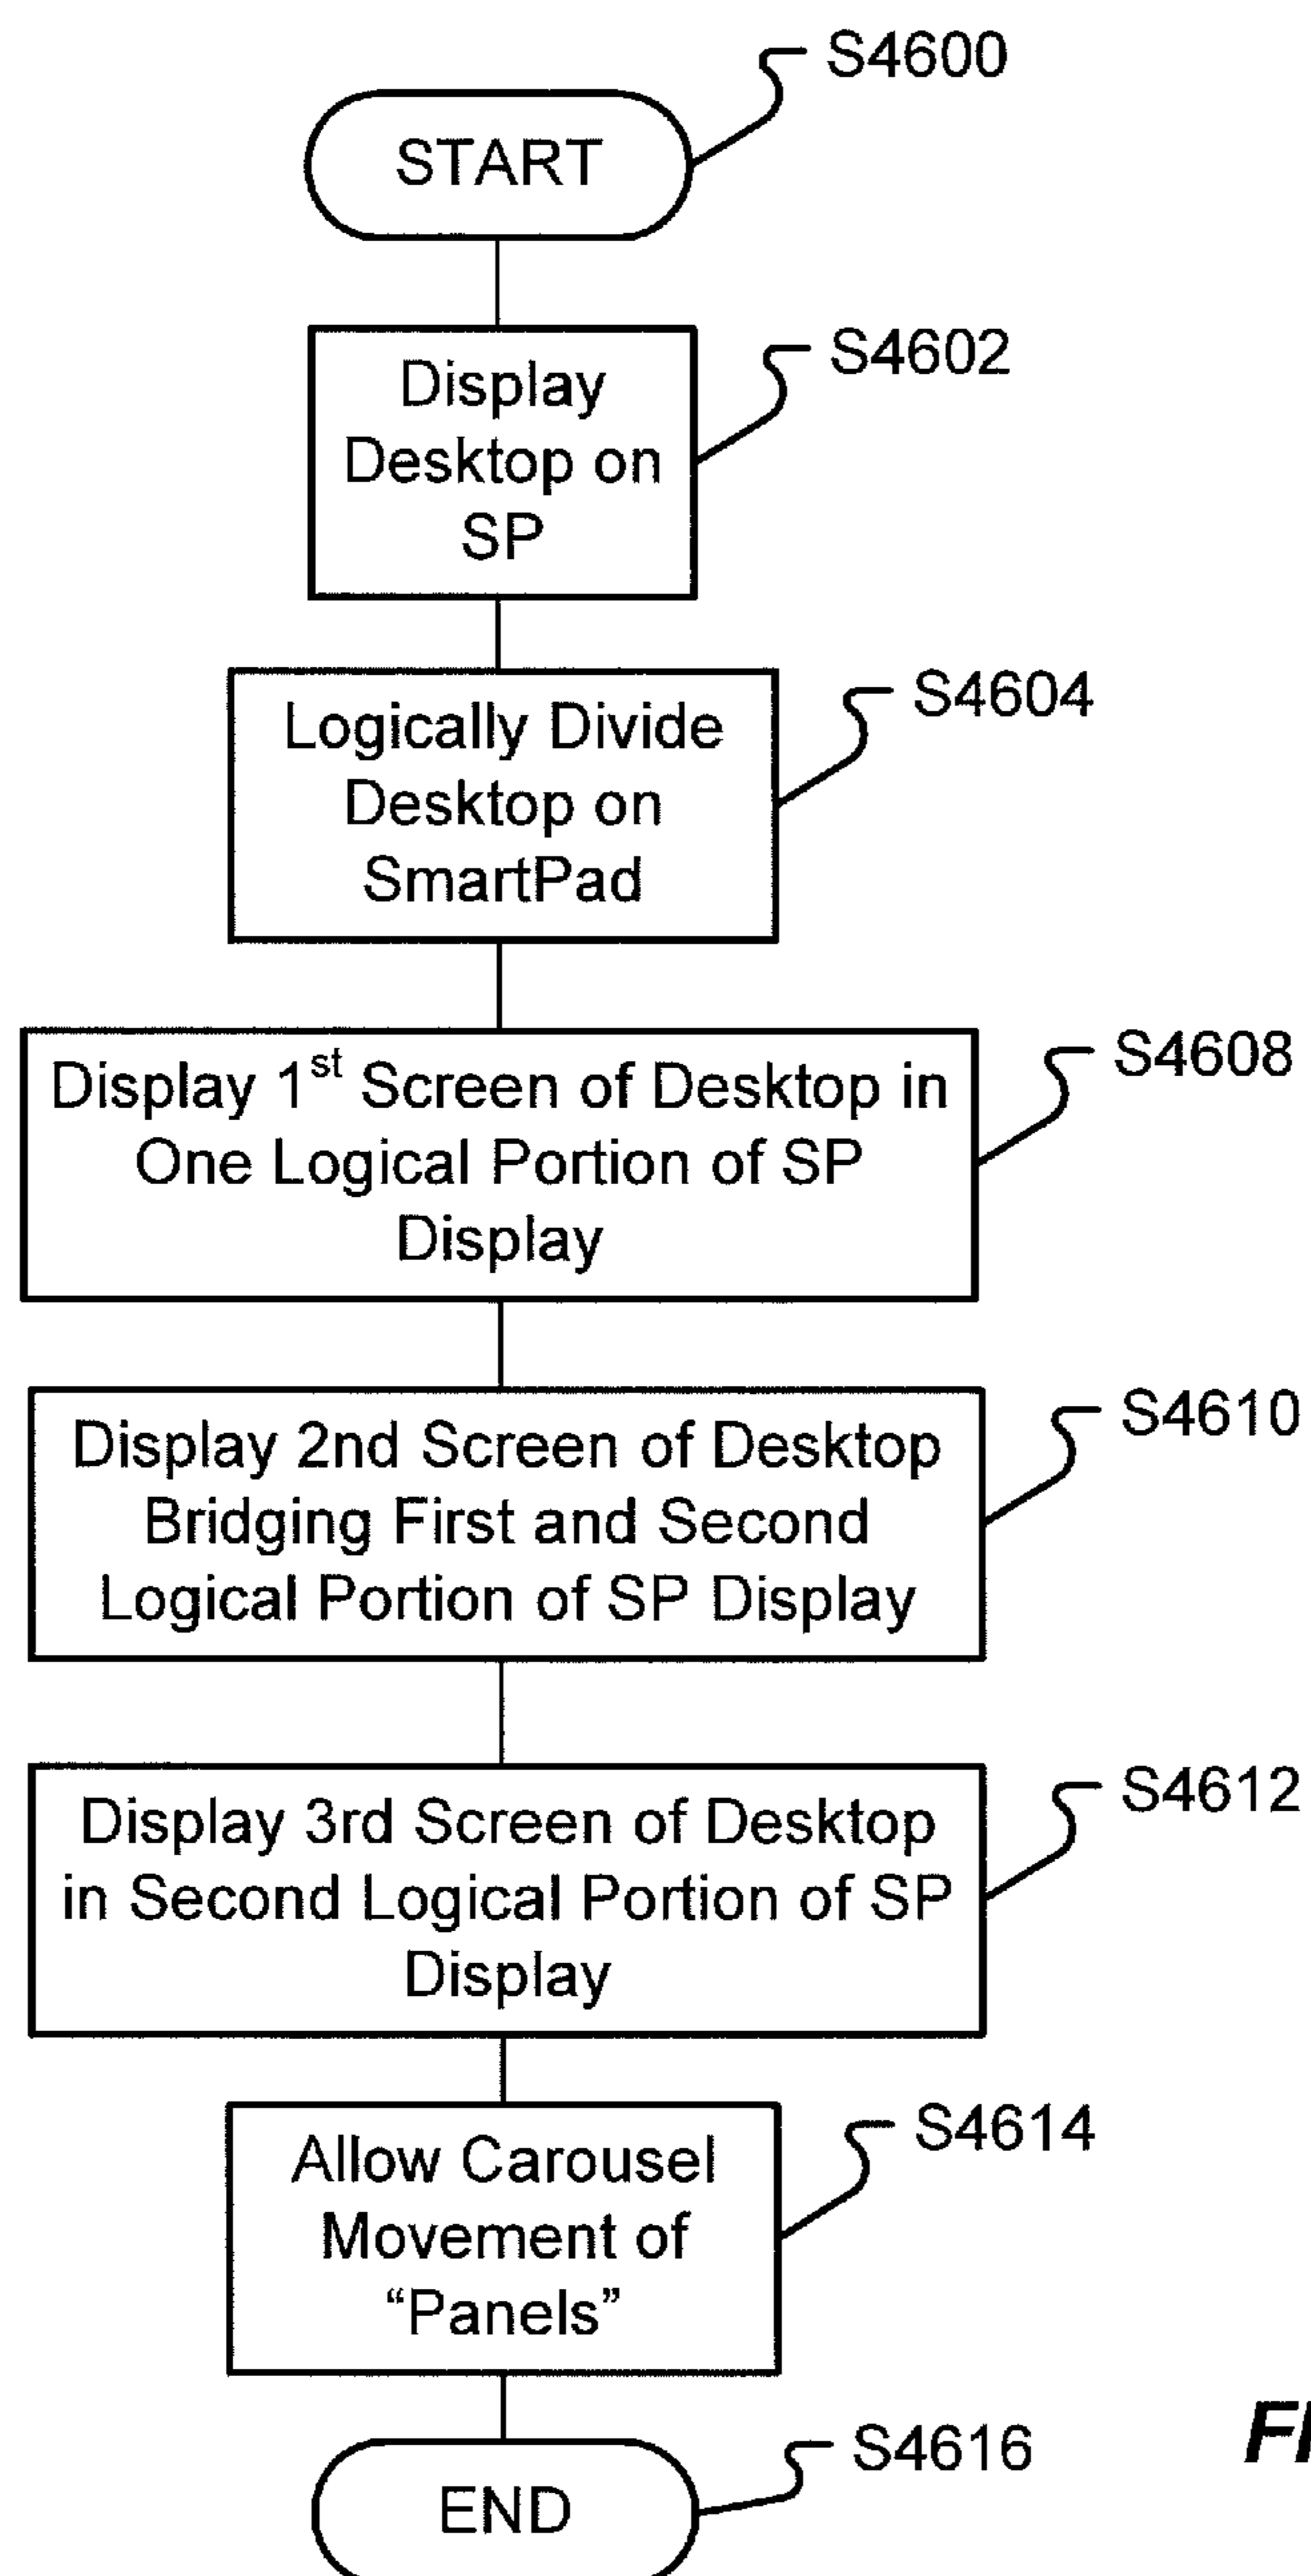 S4600
START
S4602
Display
Desktop on
SP
S4604
Logically Divide
Desktop on
SmartPad
S4608
Display 1st Screen of Desktop in
One Logical Portion of SP
Display
S4610
Display 2nd Screen of Desktop
Bridging First and Second
Logical Portion of SP Display
S4612
Display 3rd Screen of Desktop
in Second Logical Portion of SP
Display
S4614
Allow Carousel
Movement of
“Panels”
S4616
END